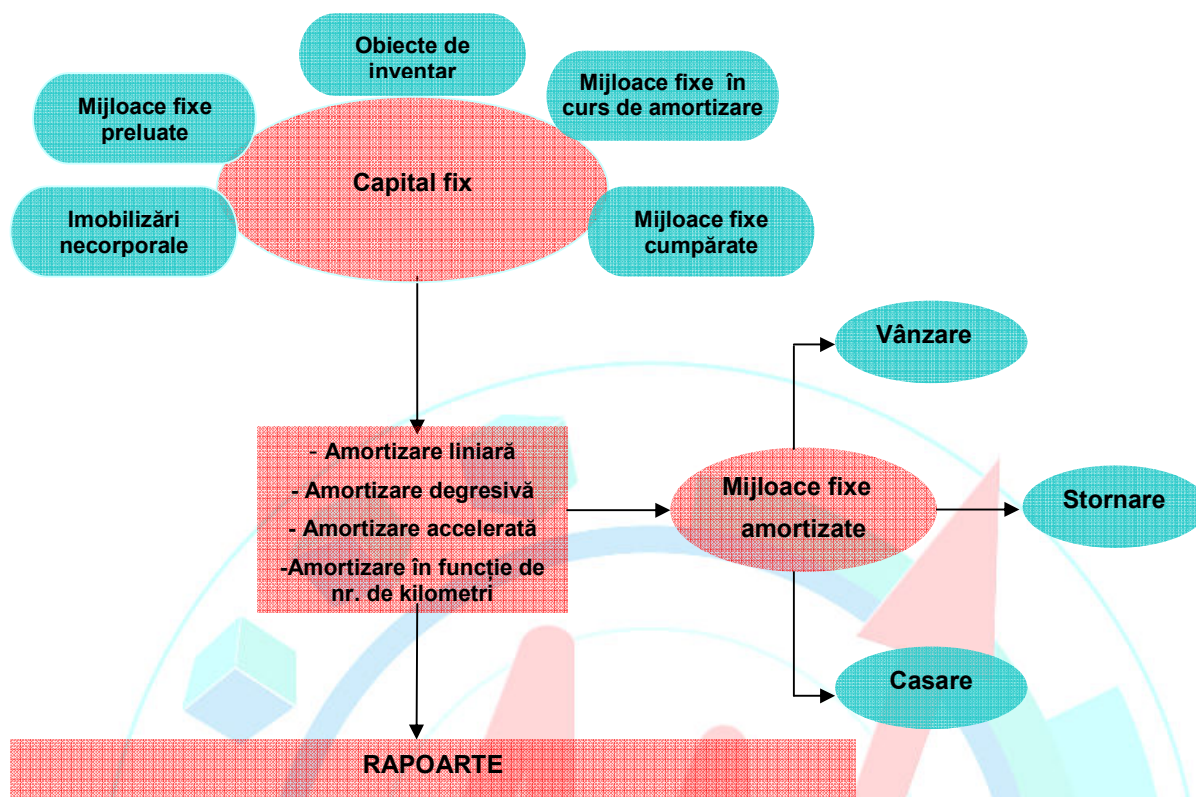 Obiecte de
inventar
Mijloace fixe în
curs de amortizare
Mijloace fixe
preluate
Capital fix
Imobilizări
necorporale
Mijloace fixe
cumpărate
Vânzare
- Amortizare liniară
- Amortizare degresivă
- Amortizare accelerată
-Amortizare în funcție de
nr. de kilometri
Mijloace fixe
amortizate
Stornare
Casare
RAPOARTE